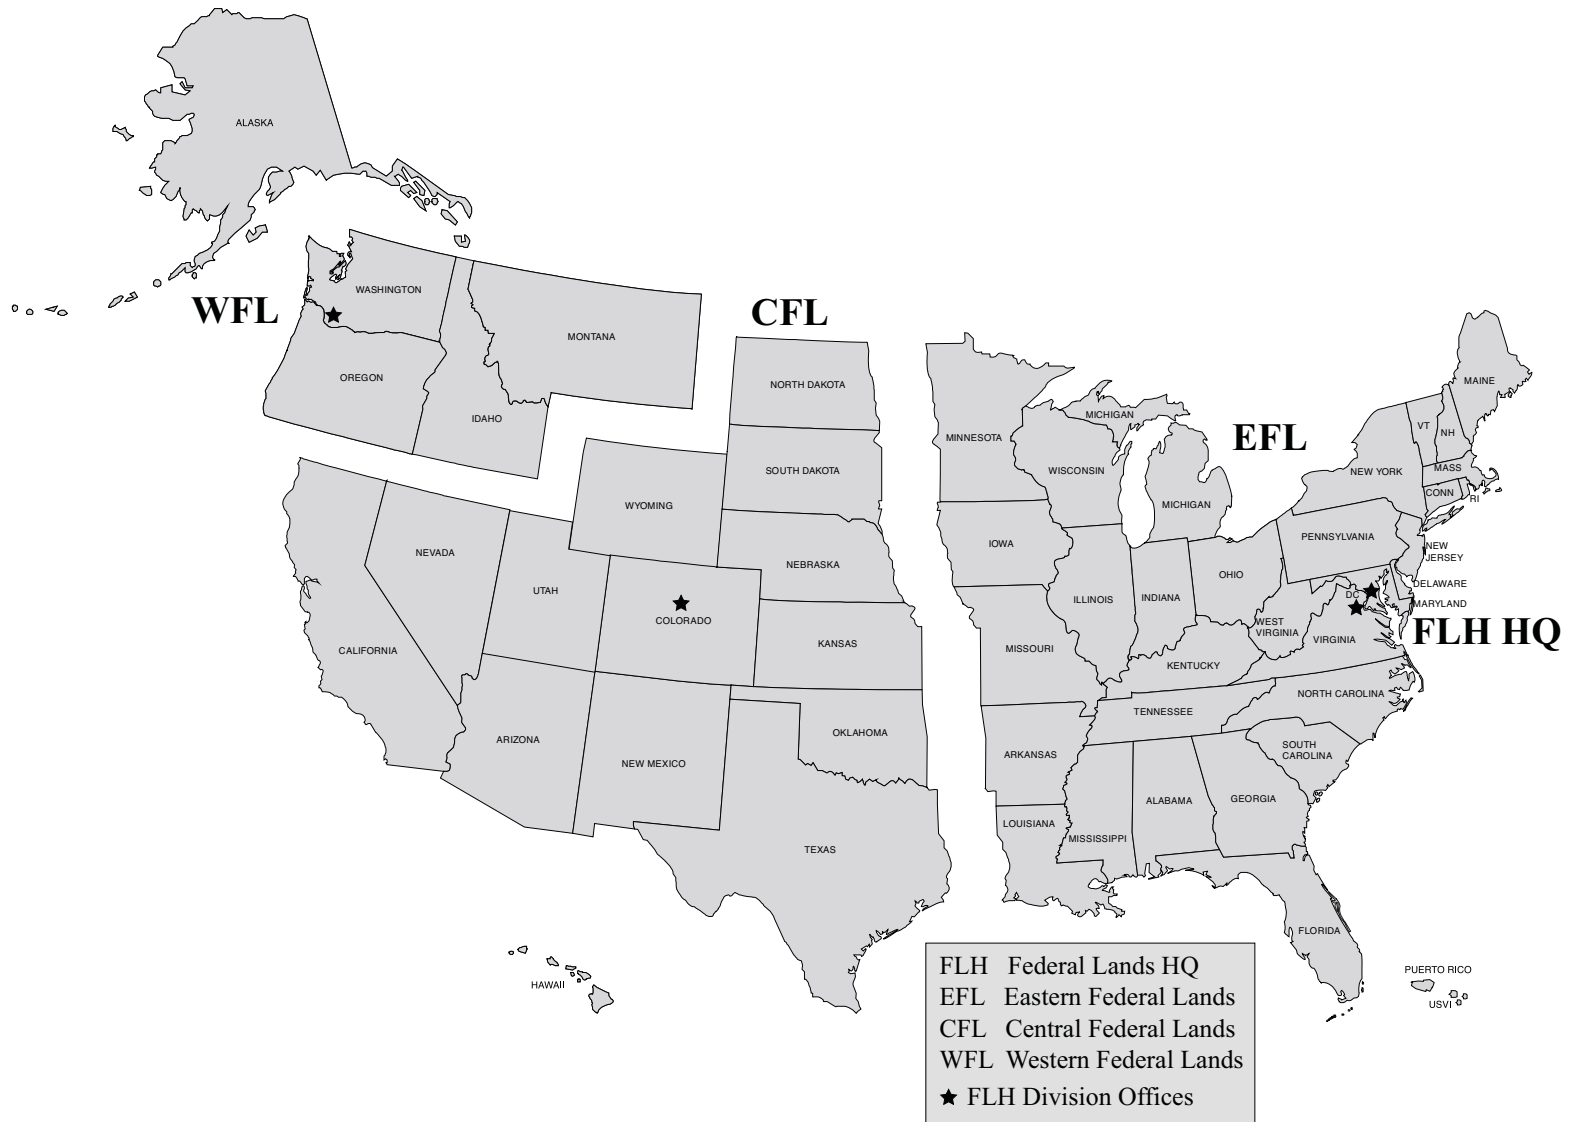 ALASKA
WASHINGTON
WFL
CFL
MONTANA
OREGON
IDAHO
NORTH DAKOTA
MINNESOTA
MICHIGAN
EFL
MAINE
VT
NH
SOUTH DAKOTA
WISCONSIN
NEW YORK
MASS
CONN
RI
WYOMING
MICHIGAN
IOWA
PENNSYLVANIA
NEW
JERSEY
NEVADA
NEBRASKA
UTAH
OHIO
DELAWARE
ILLINOIS
INDIANA
DC
MARYLAND
COLORADO
WEST
VIRGINIA
VIRGINIA
FLH HQ
CALIFORNIA
KANSAS
MISSOURI
KENTUCKY
NORTH CAROLINA
TENNESSEE
ARIZONA
OKLAHOMA
NEW MEXICO
ARKANSAS
SOUTH
CAROLINA
ALABAMA
GEORGIA
LOUISIANA
MISSISSIPPI
TEXAS
FLORIDA
HAWAII
PUERTO RICO
USVI
FLH Federal Lands HQ
EFL Eastern Federal Lands
CFL Central Federal Lands
WFL Western Federal Lands
★ FLH Division Offices